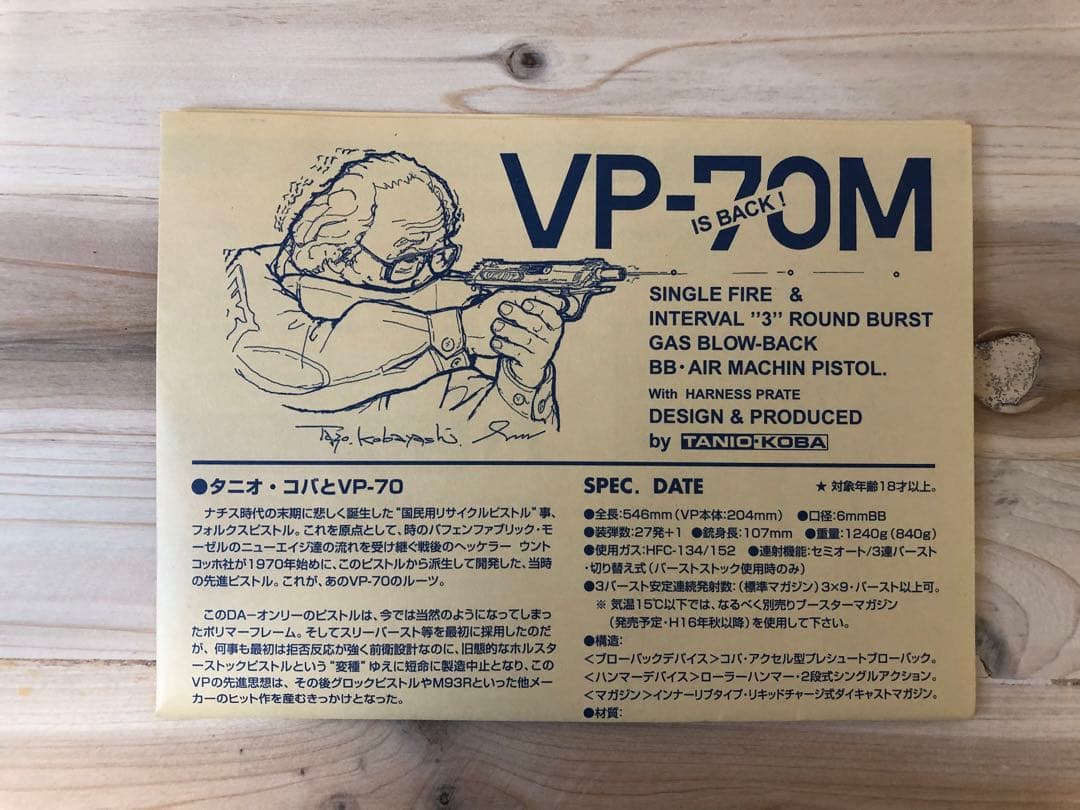 VP-70M
IS BACK!
SINGLE FIRE &
INTERVAL "3" ROUND BURST
GAS BLOW-BACK
BB・AIR MACHIN PISTOL.
With HARNESS PRATE
DESIGN & PRODUCED
by TANIO・KOBA
Tanio.Kobayashi.
●タニオ・コバとVP-70
ナチス時代の末期に悲しく誕生した"国民用リサイクルピストル"事、
フォルクスピストル。これを原点として、時のバフェンファブリック・モ
ーゼルのニューエイジ達の流れを受け継ぐ戦後のヘッケラー ウント
コッホ社が1970年始めに、このピストルから派生して開発した、当時
の先進ピストル。これが、あのVP-70のルーツ。
このDA-オンリーのピストルは、今では当然のようになってしまっ
たポリマーフレーム。そしてスリーバースト等を最初に採用したのだ
が、何事も最初は拒否反応が強く前衛設計なのに、旧態的なホルスタ
ーストックピストルという"変種"ゆえに短命に製造中止となり、この
VPの先進思想は、その後グロックピストルやM93Rといった他メー
カーのヒット作を産むきっかけとなった。
SPEC. DATE ★対象年齢18才以上。
●全長:546mm(VP本体:204mm) ●口径:6mmBB
●装弾数:27発+1 ●銃身長:107mm ●重量:1240g(840g)
●使用ガス:HFC-134/152 ●連射機能:セミオート/3連バースト
・切り替え式(バーストストック使用時のみ)
●3バースト安定連続発射数:(標準マガジン)3×9・バースト以上可。
※ 気温15℃以下では、なるべく別売りブースターマガジン
(発売予定・H16年秋以降)を使用して下さい。
●構造:
<ブローバックデバイス>コバ・アクセル型プレシュートブローバック。
<ハンマーデバイス>ローラーハンマー・2段式シングルアクション。
<マガジン>インナーリブタイプ・リキッドチャージ式ダイキャストマガジン。
●材質: